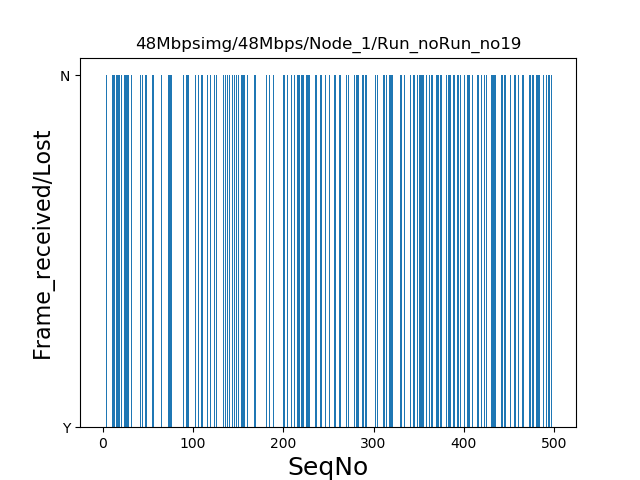 48Mbpsimg/48Mbps/Node_1/Run_noRun_no19
N
Frame_received/Lost
Y
0 100 200 300 400 500
SeqNo